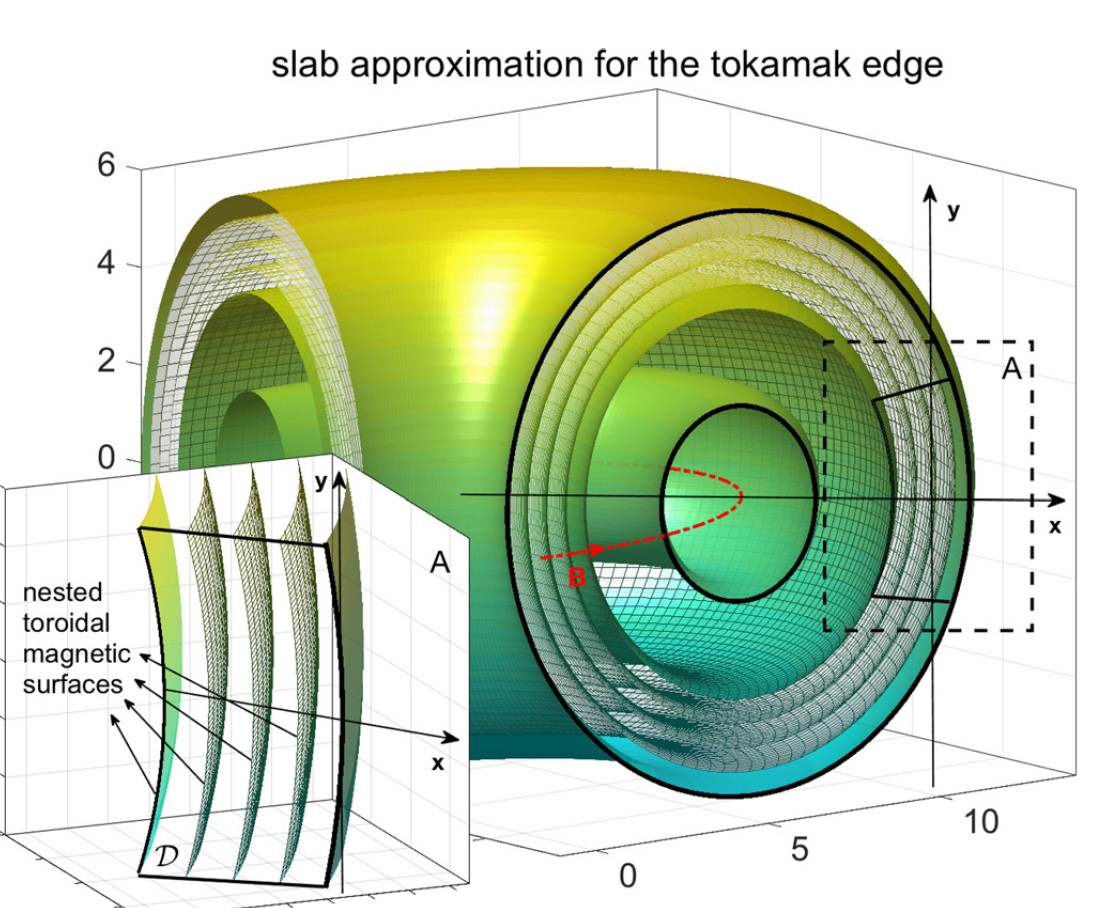 slab approximation for the tokamak edge
6
4
2
0
y
A
x
B
10
5
0
y
A
nested
toroidal
magnetic
surfaces
x
𝒟